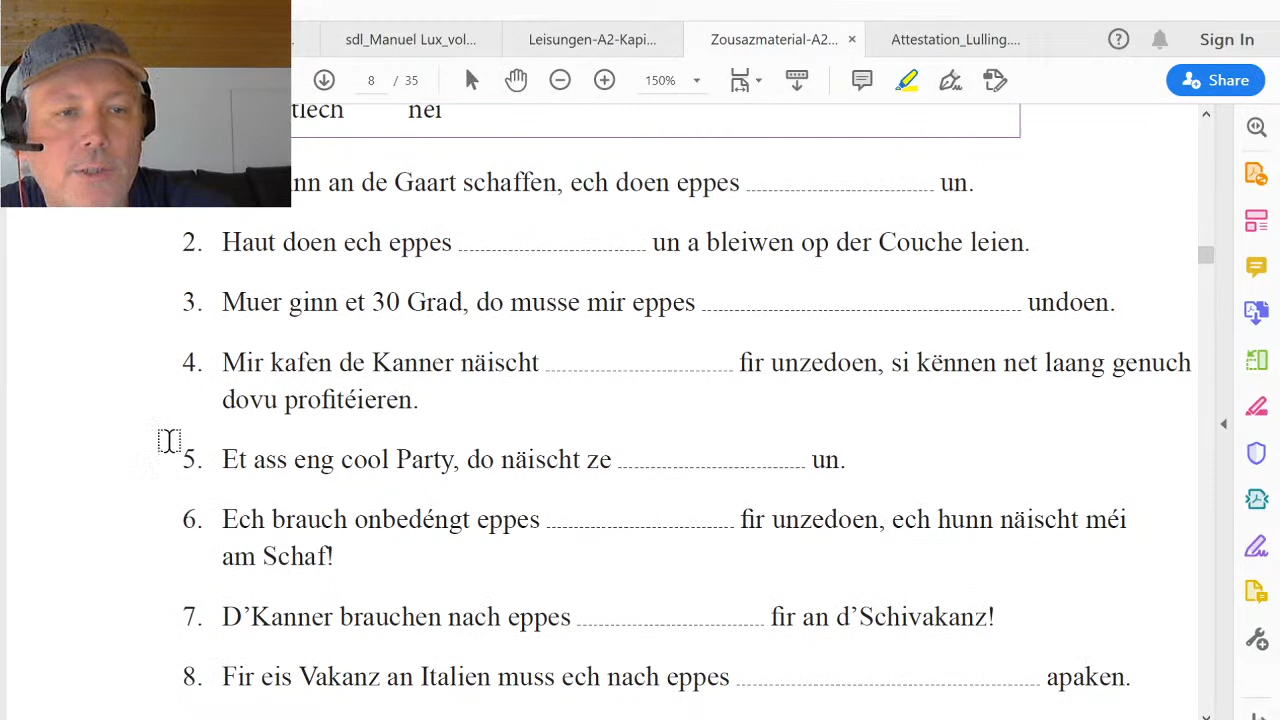 sdl_Manuel Lux_vol...
Leisungen-A2-Kapi...
Zousazmaterial-A2... ×
Attestation_Lulling....
Sign In
8 / 35
150%
Share
nei
nn an de Gaart schaffen, ech doen eppes un.
2. Haut doen ech eppes un a bleiwen op der Couche leien.
3. Muer ginn et 30 Grad, do musse mir eppes undoen.
4. Mir kafen de Kanner näischt fir unzedoen, si kënnen net laang genuch
dovu profitéieren.
5. Et ass eng cool Party, do näischt ze un.
6. Ech brauch onbedéngt eppes fir unzedoen, ech hunn näischt méi
am Schaf!
7. D’Kanner brauchen nach eppes fir an d’Schivakanz!
8. Fir eis Vakanz an Italien muss ech nach eppes apaken.